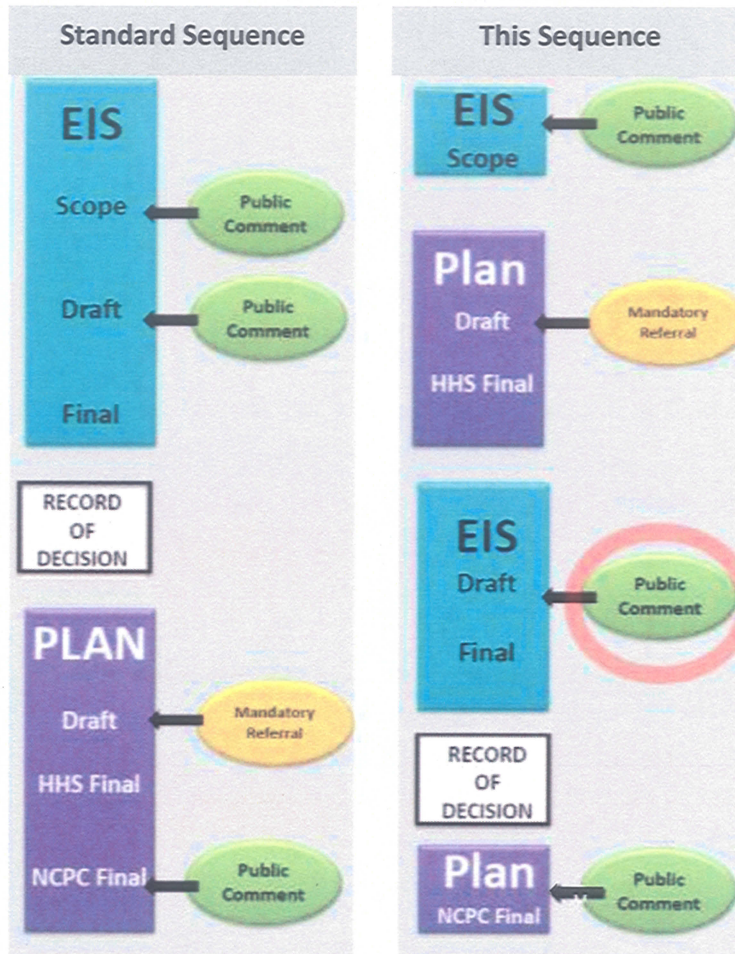 Standard Sequence
EIS
Scope
Public
Comment
Draft
Public
Comment
Final
RECORD
OF
DECISION
PLAN
Draft
Mandatory
Referral
HHS Final
NCPC Final
Public
Comment
This Sequence
EIS
Scope
Public
Comment
Plan
Draft
Mandatory
Referral
HHS Final
EIS
Draft
Public
Comment
Final
RECORD
OF
DECISION
Plan
NCPC Final
Public
Comment